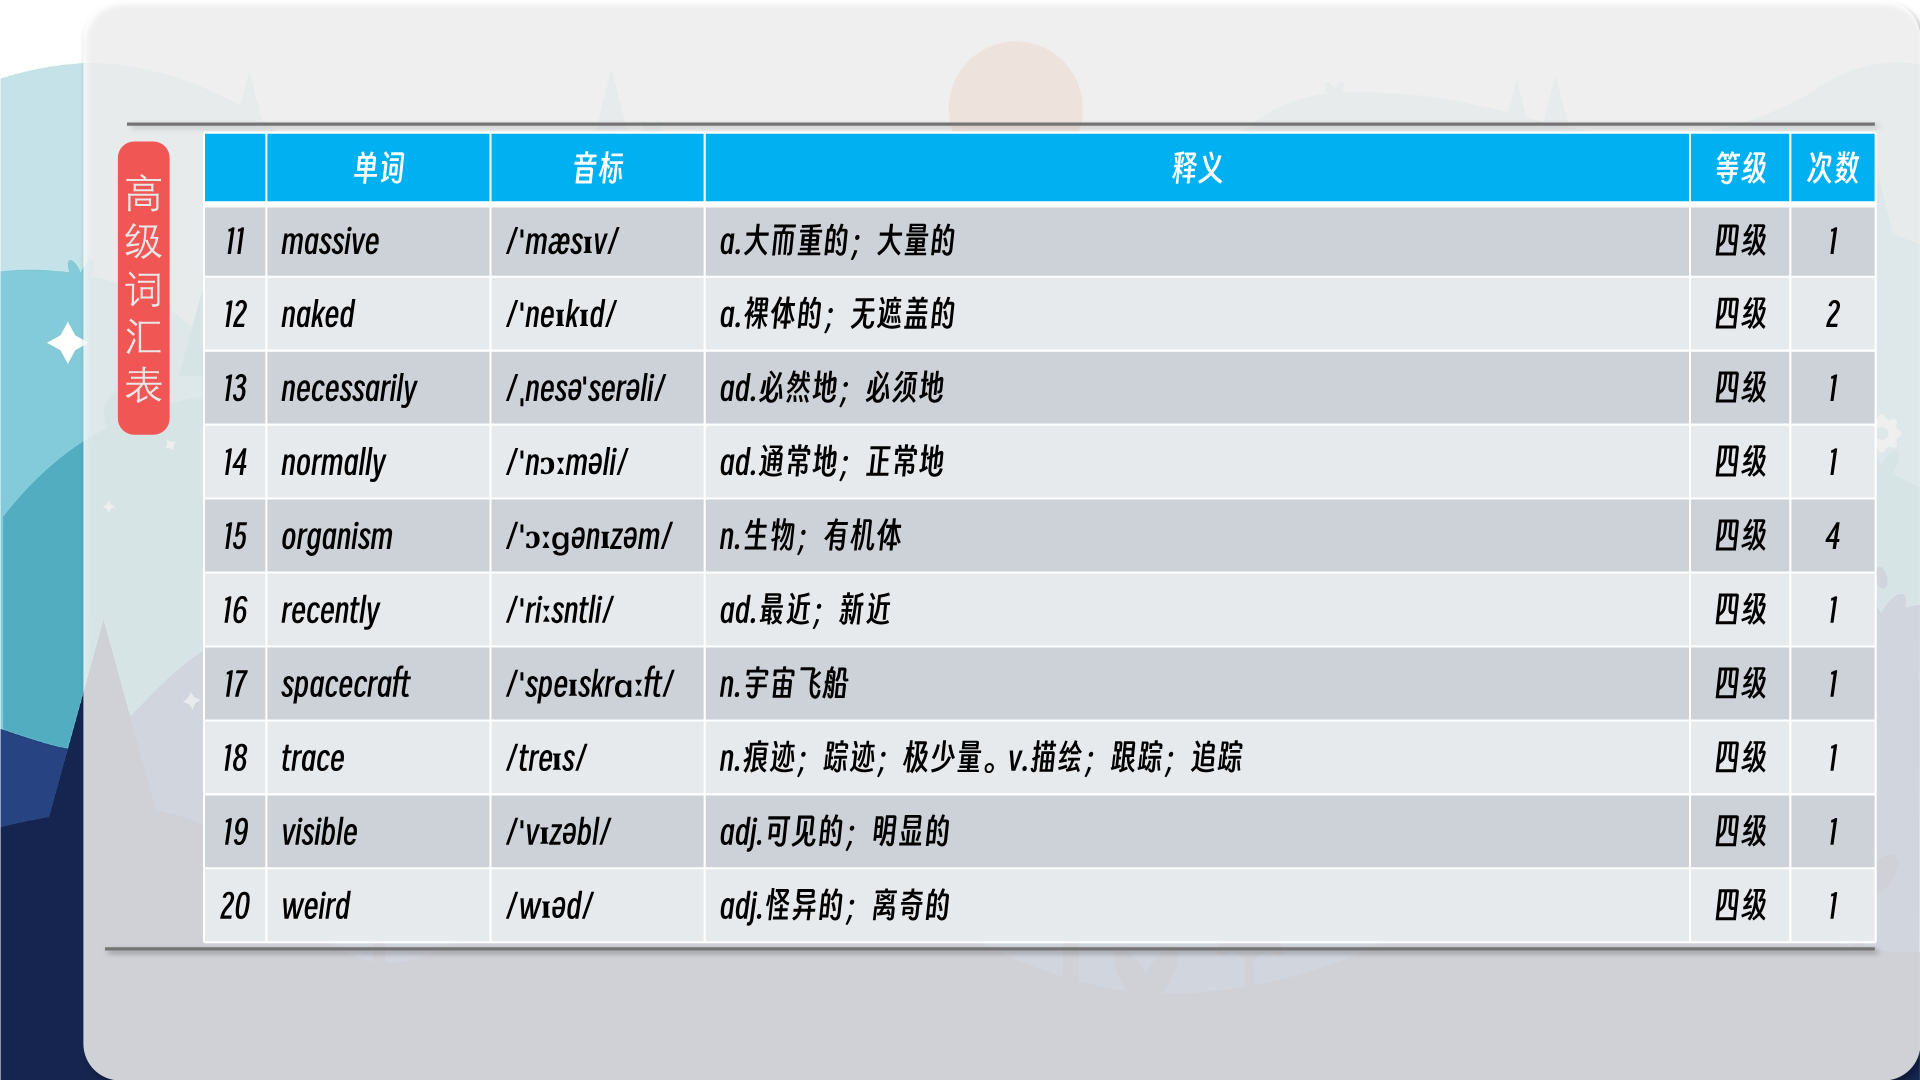 高级词汇表
单词 音标 释义 等级 次数
11 massive /ˈmæsɪv/ a.大而重的；大量的 四级 1
12 naked /ˈneɪkɪd/ a.裸体的；无遮盖的 四级 2
13 necessarily /ˌnesəˈserəli/ ad.必然地；必须地 四级 1
14 normally /ˈnɔːməli/ ad.通常地；正常地 四级 1
15 organism /ˈɔːɡənɪzəm/ n.生物；有机体 四级 4
16 recently /ˈriːsntli/ ad.最近；新近 四级 1
17 spacecraft /ˈspeɪskrɑːft/ n.宇宙飞船 四级 1
18 trace /treɪs/ n.痕迹；踪迹；极少量。v.描绘；跟踪；追踪 四级 1
19 visible /ˈvɪzəbl/ adj.可见的；明显的 四级 1
20 weird /wɪəd/ adj.怪异的；离奇的 四级 1